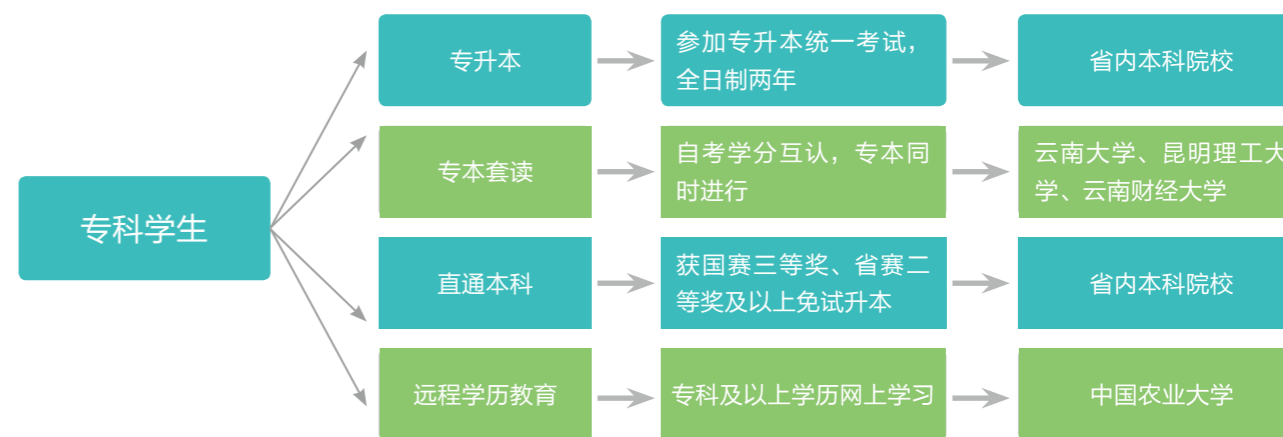 专科学生
专升本
参加专升本统一考试，
全日制两年
省内本科院校
专本套读
自考学分互认，专本同
时进行
云南大学、昆明理工大
学、云南财经大学
直通本科
获国赛三等奖、省赛二
等奖及以上免试升本
省内本科院校
远程学历教育
专科及以上学历网上学习
中国农业大学